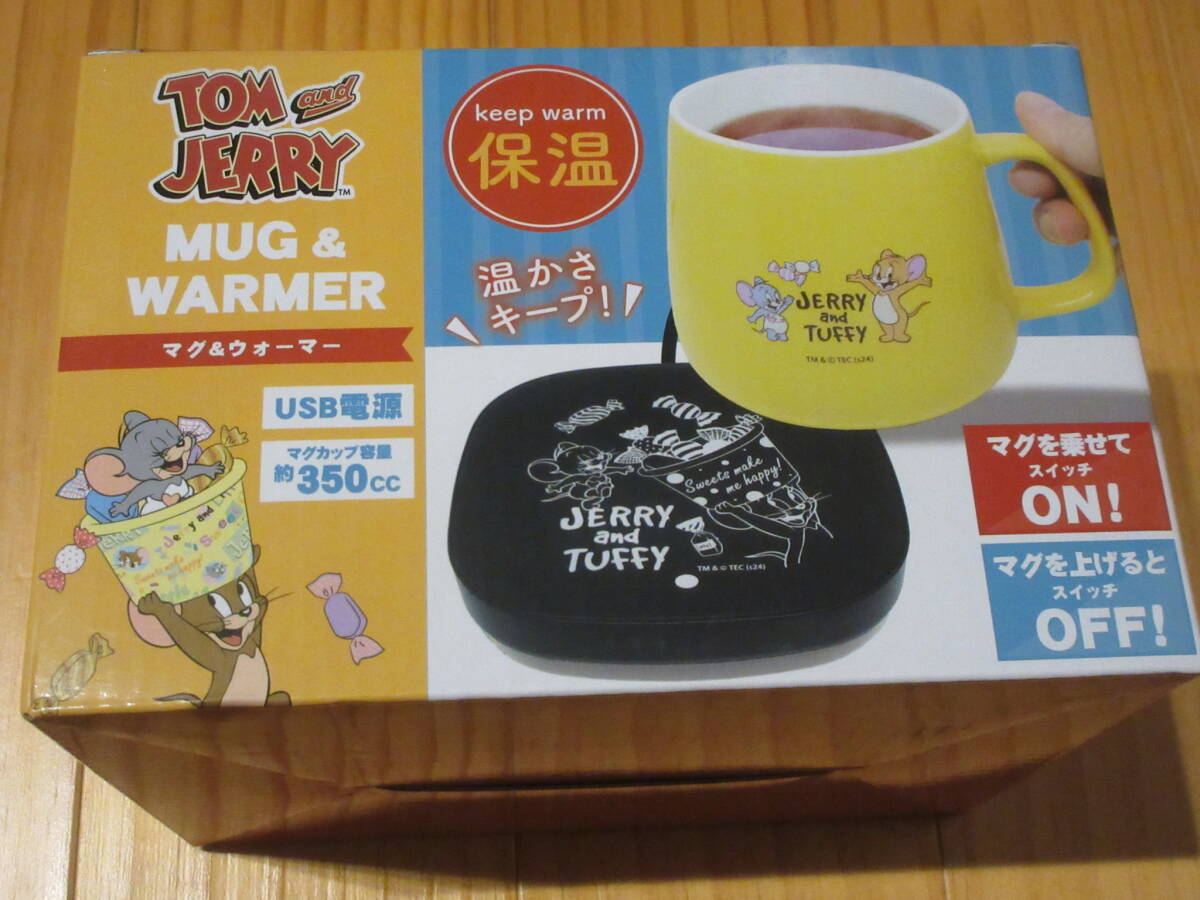 TOM and
JERRY™
MUG &
WARMER
マグ&ウォーマー
USB電源
マグカップ容量
約350cc
keep warm
保温
温かさ
キープ!
JERRY
and
TUFFY
TM & © TEC (s24)
Sweets make
me happy!
JERRY
and
TUFFY
TM & © TEC (s24)
マグを乗せて
スイッチ
ON!
マグを上げると
スイッチ
OFF!
Jerry and
Sweets make